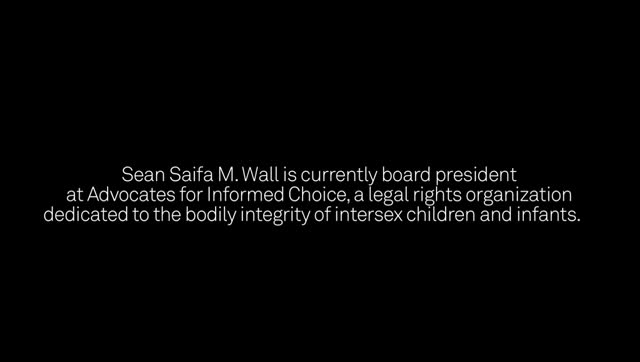 Sean Saifa M. Wall is currently board president
at Advocates for Informed Choice, a legal rights organization
dedicated to the bodily integrity of intersex children and infants.